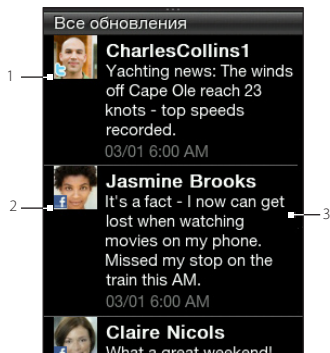 Все обновления
CharlesCollins1
Yachting news: The winds
off Cape Ole reach 23
knots - top speeds
recorded.
03/01 6:00 AM
1
Jasmine Brooks
It's a fact - I now can get
lost when watching
movies on my phone.
Missed my stop on the
train this AM.
03/01 6:00 AM
2
3
Claire Nicols
What a great weekend!